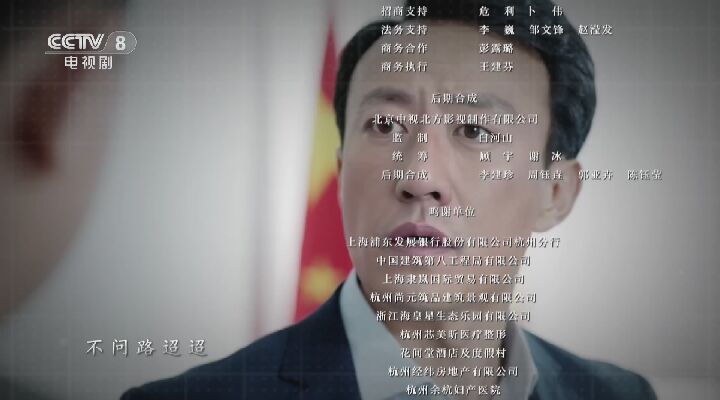 CCTV 8
电视剧
招商支持 危利 卜伟
法务支持 李巍 邹文锋 赵滢发
商务合作 彭露璐
商务执行 王建芬
后期合成
北京中视北方影视制作有限公司
监制 白河山
统筹 顾宇 谢冰
后期合成 李建珍 周钰垚 郭亚卉 陈钰莹
鸣谢单位
上海浦东发展银行股份有限公司杭州分行
中国建筑第八工程局有限公司
上海隶岚国际贸易有限公司
杭州尚元筑品建筑景观有限公司
浙江海皇星生态乐园有限公司
杭州芯美昕医疗整形
花间堂酒店及度假村
杭州经纬房地产有限公司
杭州余杭妇产医院
不问路迢迢